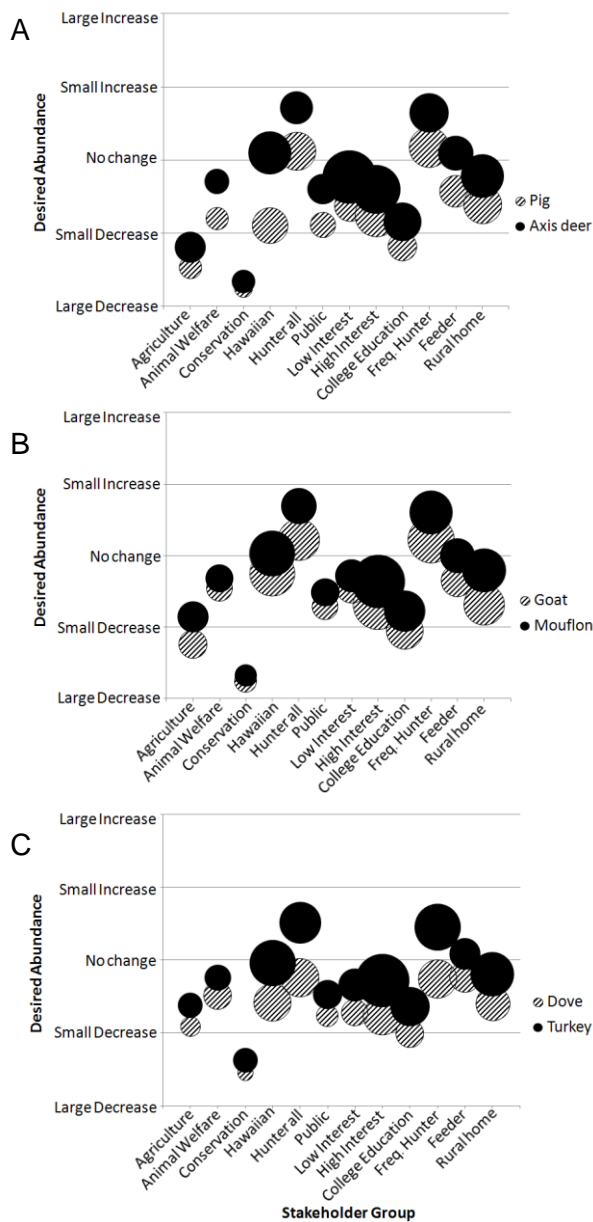 A
Large Increase
Small Increase
No change
Small Decrease
Large Decrease
Desired Abundance
Pig
Axis deer
Agriculture
Animal Welfare
Conservation
Hawaiian
Hunter all
Public
Low Interest
High Interest
College Education
Freq. Hunter
Feeder
Rural home
B
Large Increase
Small Increase
No change
Small Decrease
Large Decrease
Desired Abundance
Goat
Mouflon
Agriculture
Animal Welfare
Conservation
Hawaiian
Hunter all
Public
Low Interest
High Interest
College Education
Freq. Hunter
Feeder
Rural home
C
Large Increase
Small Increase
No change
Small Decrease
Large Decrease
Desired Abundance
Dove
Turkey
Agriculture
Animal Welfare
Conservation
Hawaiian
Hunter all
Public
Low Interest
High Interest
College Education
Freq. Hunter
Feeder
Rural home
Stakeholder Group